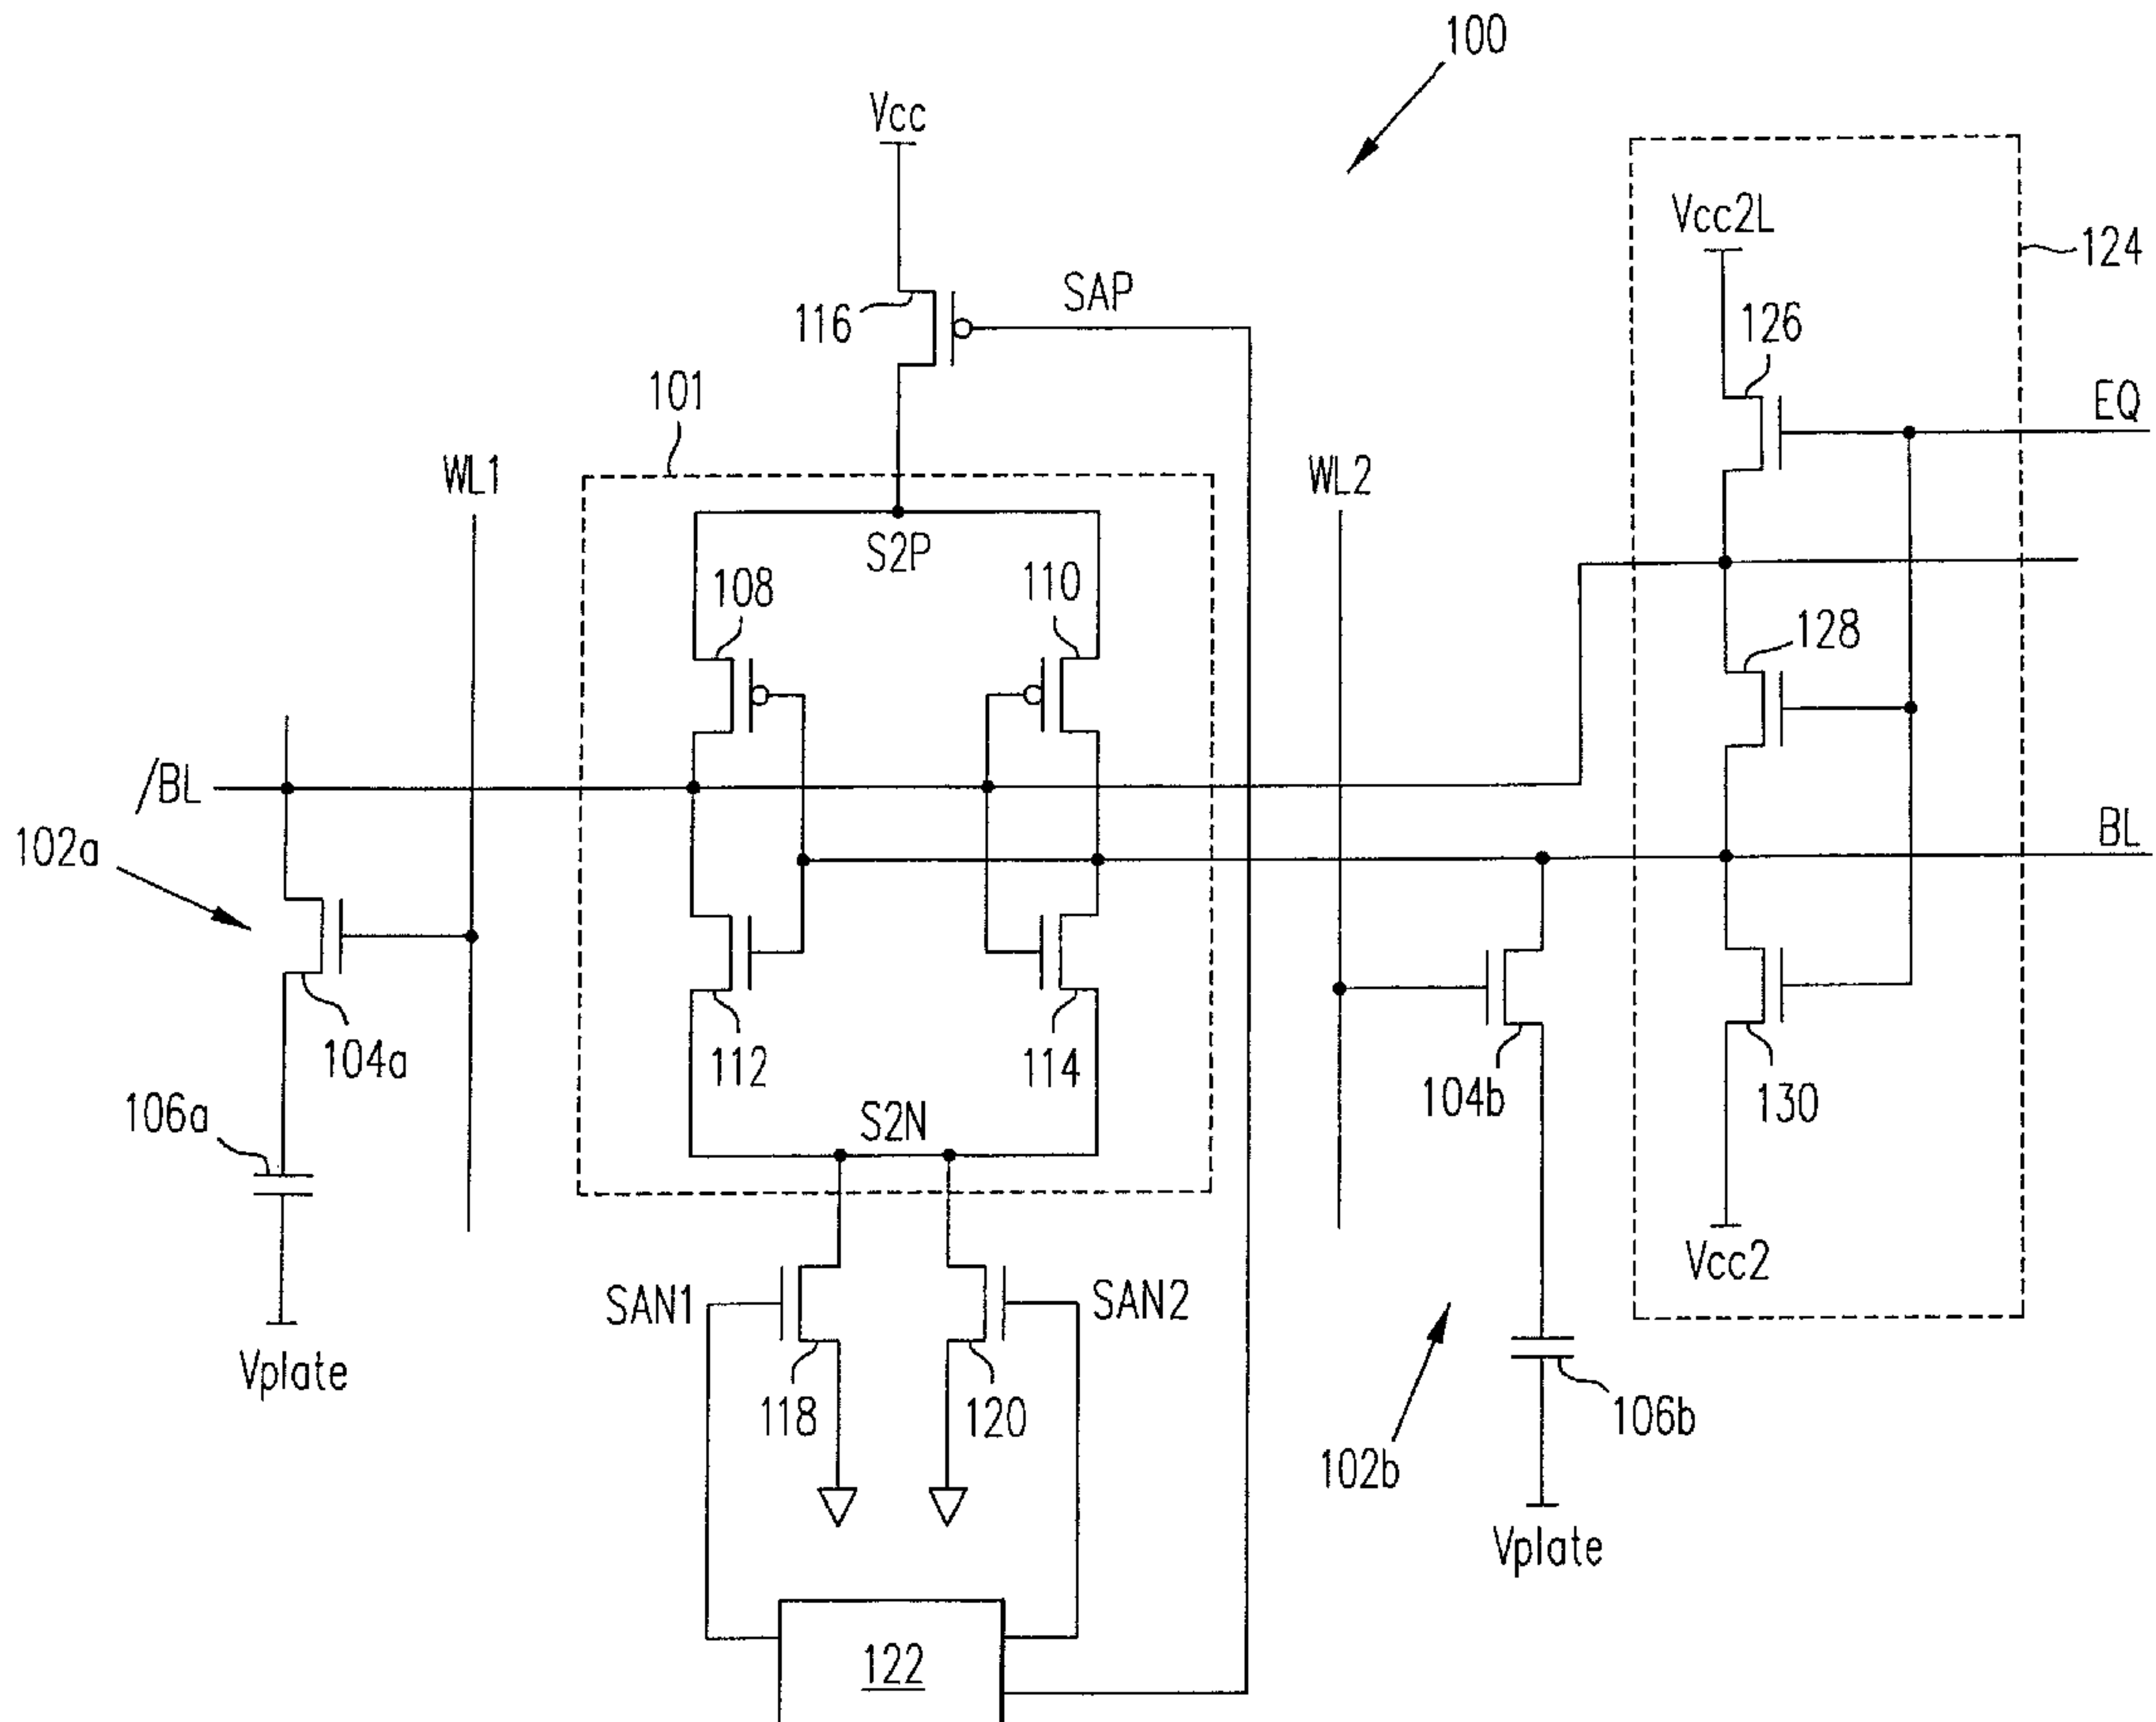 100
Vcc
Vcc2L
124
SAP
116
126
101
EQ
WL1
WL2
S2P
108
110
128
/BL
BL
102a
104a
112
114
104b
130
106a
S2N
Vcc2
SAN1
SAN2
Vplate
118
120
106b
102b
Vplate
122